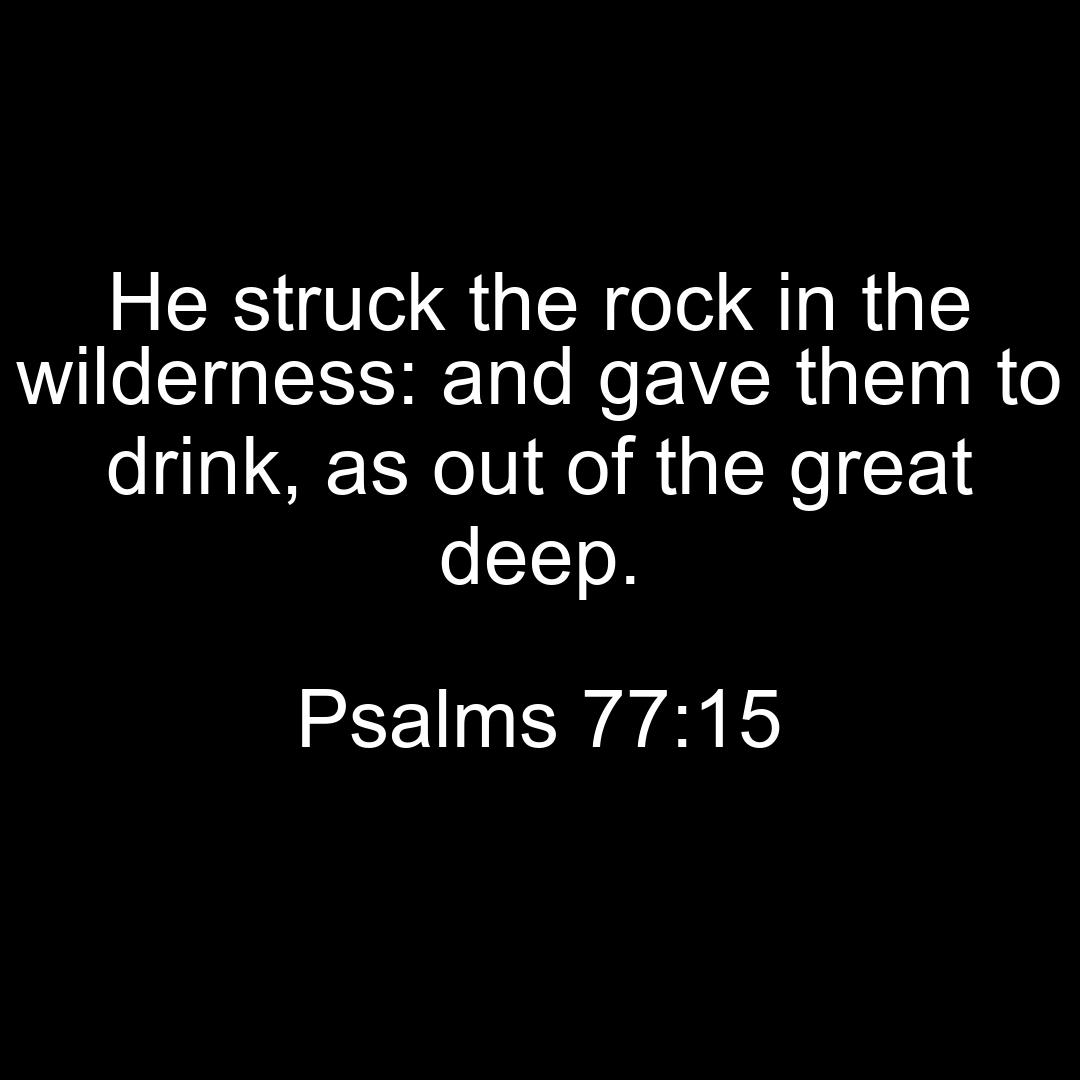 He struck the rock in the
wilderness: and gave them to
drink, as out of the great
deep.
Psalms 77:15